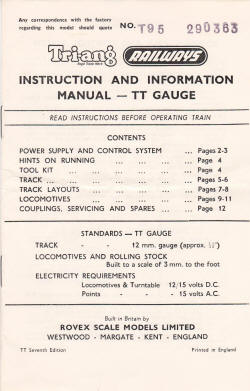 Any correspondence with the factory
regarding this model should quote
NO. T95 290363
Tri-ang RAILWAYS
INSTRUCTION AND INFORMATION
MANUAL — TT GAUGE
READ INSTRUCTIONS BEFORE OPERATING TRAIN
CONTENTS
POWER SUPPLY AND CONTROL SYSTEM ... Pages 2-3
HINTS ON RUNNING ... ... ... ... Page 4
TOOL KIT ... ... ... ... ... Page 4
TRACK ... ... ... ... ... ... Pages 5-6
TRACK LAYOUTS ... ... ... ... Pages 7-8
LOCOMOTIVES ... ... ... ... Pages 9-11
COUPLINGS, SERVICING AND SPARES ... ... Page 12
STANDARDS — TT GAUGE
TRACK - - 12 mm. gauge (approx. ½")
LOCOMOTIVES AND ROLLING STOCK
Built to a scale of 3 mm. to the foot
ELECTRICITY REQUIREMENTS
Locomotives & Turntable 12/15 volts D.C.
Points - - 15 volts A.C.
Built in Britain by
ROVEX SCALE MODELS LIMITED
WESTWOOD - MARGATE - KENT - ENGLAND
TT Seventh Edition
Printed in England